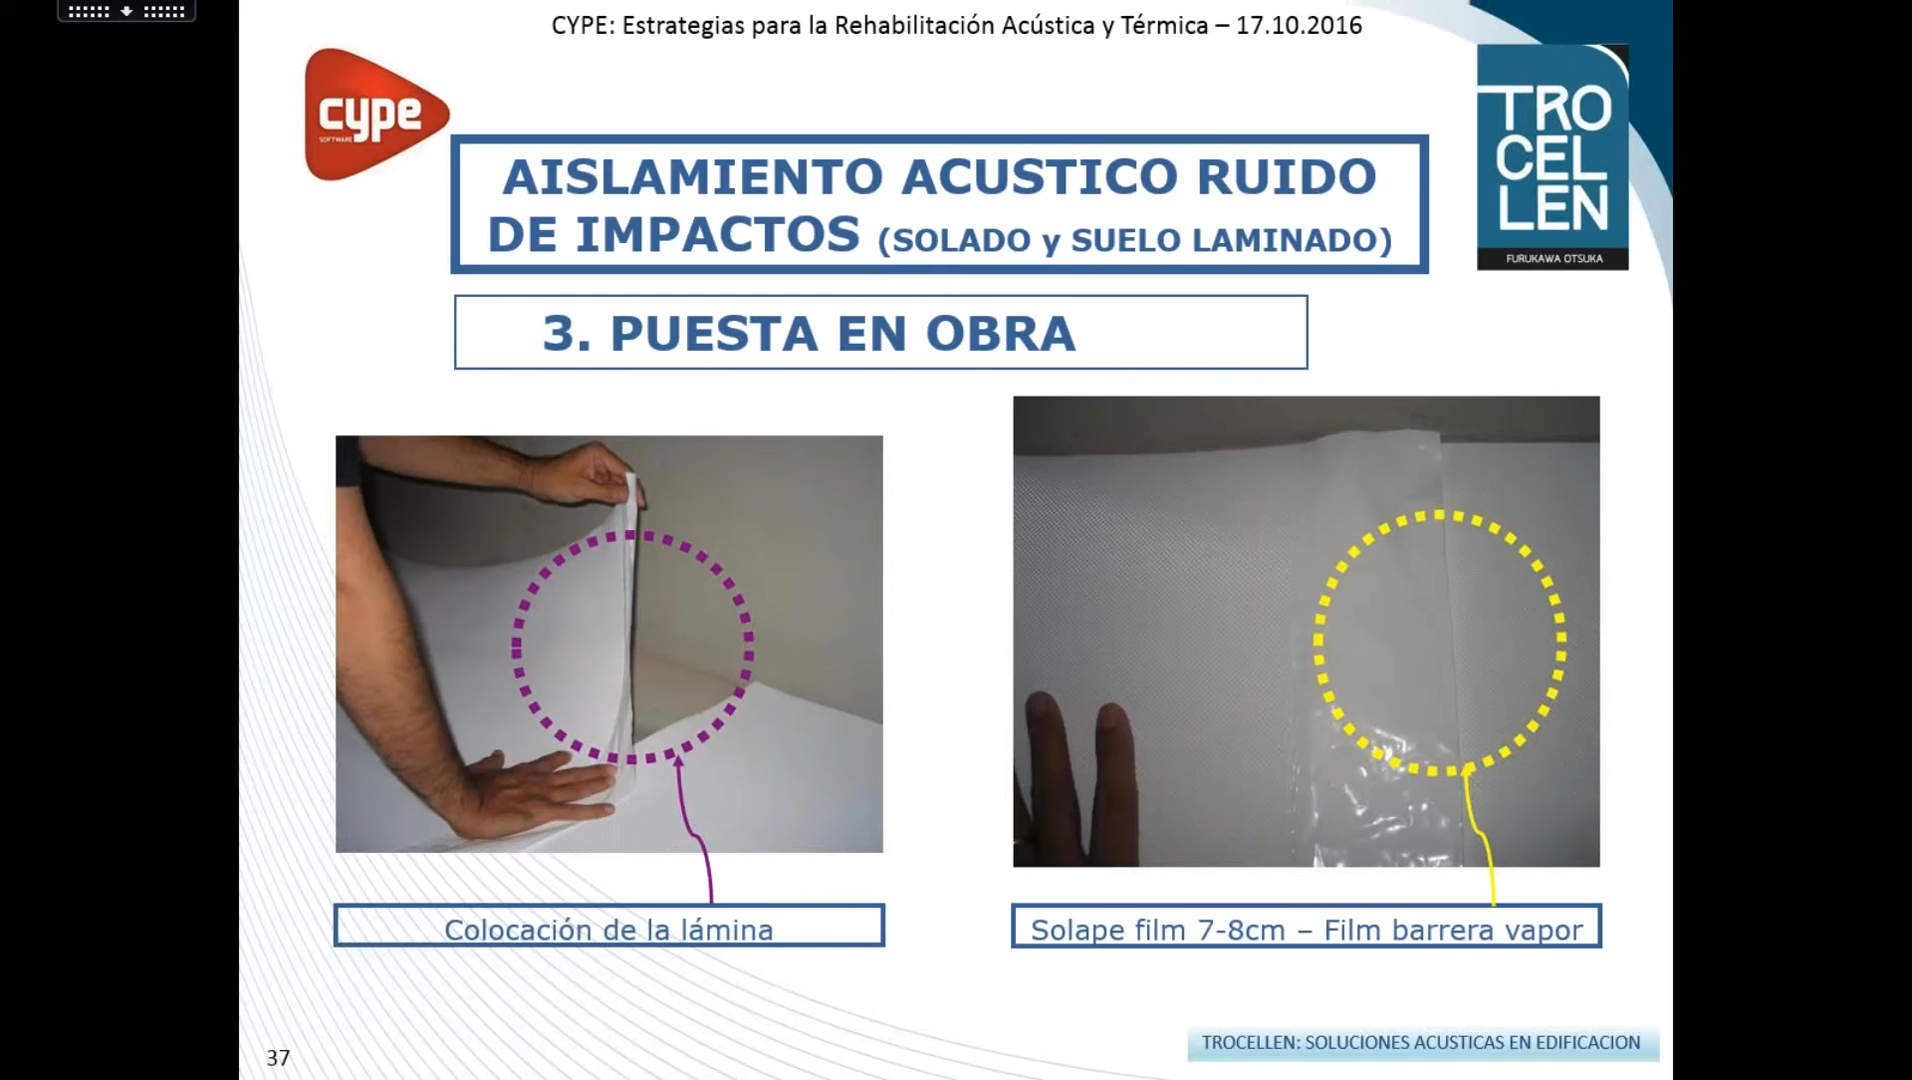 CYPE: Estrategias para la Rehabilitación Acústica y Térmica – 17.10.2016
cype
SOFTWARE
TRO
CEL
LEN
FURUKAWA OTSUKA
AISLAMIENTO ACUSTICO RUIDO
DE IMPACTOS (SOLADO y SUELO LAMINADO)
3. PUESTA EN OBRA
Colocación de la lámina
Solape film 7-8cm – Film barrera vapor
TROCELLEN: SOLUCIONES ACUSTICAS EN EDIFICACION
37